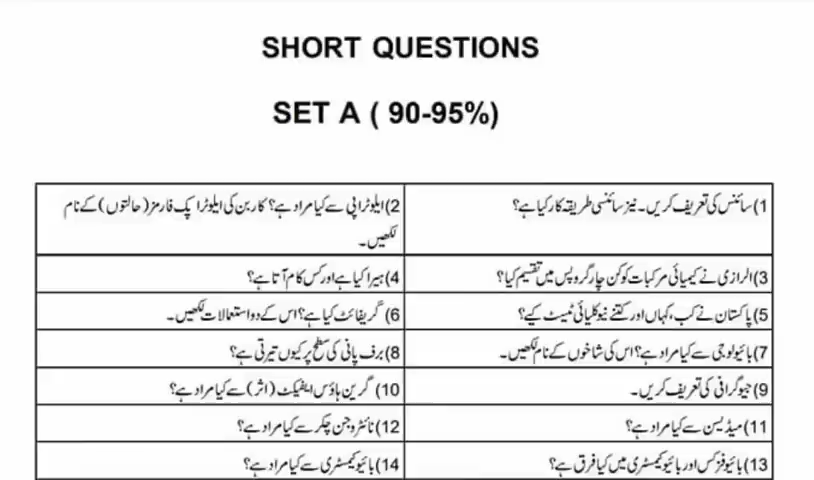 SHORT QUESTIONS
SET A ( 90-95%)
1) سائنس کی تعریف کریں۔ نیز سائنسی طریقہ کار کیا ہے؟
2) ایلوٹراپی سے کیا مراد ہے؟ کاربن کی ایلوٹراپک فارمز (حالتوں) کے نام
لکھیں۔
3) الرازی نے کیمیائی مرکبات کو کن چار گروپس میں تقسیم کیا؟
4) ہیرا کیا ہے اور کس کام آتا ہے؟
5) پاکستان نے کب، کہاں اور کتنے نیوکلیائی ٹیسٹ کیے؟
6) گریفائٹ کیا ہے؟ اس کے دو استعمالات لکھیں۔
7) بائیولوجی سے کیا مراد ہے؟ اس کی شاخوں کے نام لکھیں۔
8) برف پانی کی سطح پر کیوں تیرتی ہے؟
9) جیوگرافی کی تعریف کریں۔
10) گرین ہاؤس ایفیکٹ (اثر) سے کیا مراد ہے؟
11) میڈیسن سے کیا مراد ہے؟
12) نائٹروجن چکر سے کیا مراد ہے؟
13) بائیو فزکس اور بائیو کیمسٹری میں کیا فرق ہے؟
14) بائیو کیمسٹری سے کیا مراد ہے؟